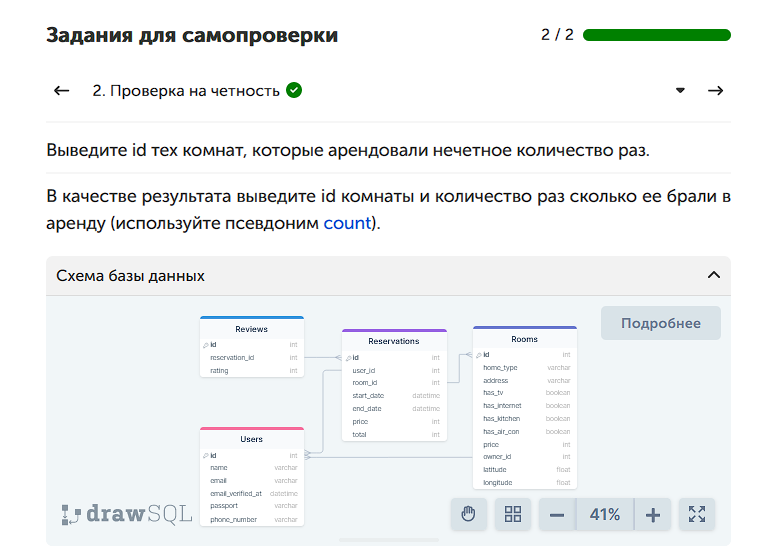 Задания для самопроверки
2 / 2
2. Проверка на четность
Выведите id тех комнат, которые арендовали нечетное количество раз.
В качестве результата выведите id комнаты и количество раз сколько ее брали в
аренду (используйте псевдоним count).
Схема базы данных
Подробнее
Reviews
id int
reservation_id int
rating int
Reservations
id int
user_id int
room_id int
start_date datetime
end_date datetime
price int
total int
Rooms
id int
home_type varchar
address varchar
has_tv boolean
has_internet boolean
has_kitchen boolean
has_air_con boolean
price int
owner_id int
latitude float
longitude float
Users
id int
name varchar
email varchar
email_verified_at datetime
passport varchar
phone_number varchar
drawSQL
41%